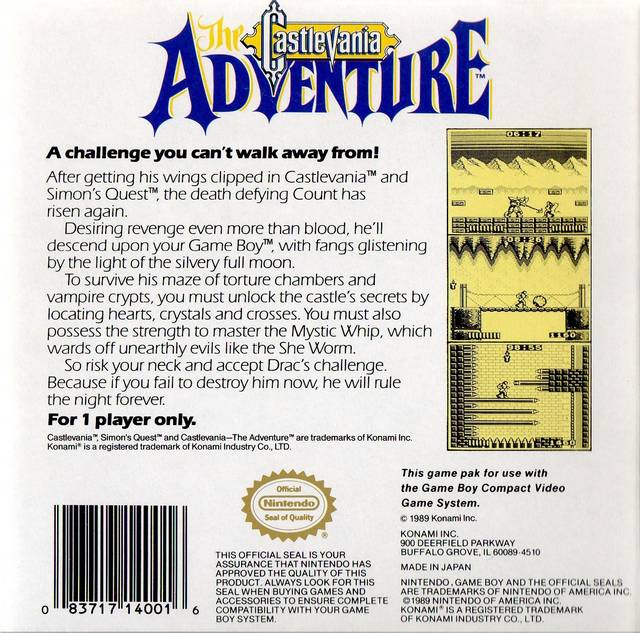 The
Castlevania
ADVENTURE™
A challenge you can't walk away from!
After getting his wings clipped in Castlevania™ and
Simon's Quest™, the death defying Count has
risen again.
Desiring revenge even more than blood, he'll
descend upon your Game Boy™, with fangs glistening
by the light of the silvery full moon.
To survive his maze of torture chambers and
vampire crypts, you must unlock the castle's secrets by
locating hearts, crystals and crosses. You must also
possess the strength to master the Mystic Whip, which
wards off unearthly evils like the She Worm.
So risk your neck and accept Drac's challenge.
Because if you fail to destroy him now, he will rule
the night forever.
For 1 player only.
Castlevania™, Simon's Quest™ and Castlevania—The Adventure™ are trademarks of Konami Inc.
Konami® is a registered trademark of Konami Industry Co., LTD.
06:17
1160
0 83717 14001 6
Official
Nintendo
Seal of Quality
®
THIS OFFICIAL SEAL IS YOUR
ASSURANCE THAT NINTENDO HAS
APPROVED THE QUALITY OF THIS
PRODUCT. ALWAYS LOOK FOR THIS
SEAL WHEN BUYING GAMES AND
ACCESSORIES TO ENSURE COMPLETE
COMPATIBILITY WITH YOUR GAME
BOY SYSTEM.
This game pak for use with
the Game Boy Compact Video
Game System.
© 1989 Konami Inc.
KONAMI INC.
900 DEERFIELD PARKWAY
BUFFALO GROVE, IL 60089-4510
MADE IN JAPAN
NINTENDO, GAME BOY AND THE OFFICIAL SEALS
ARE TRADEMARKS OF NINTENDO OF AMERICA INC.
©1989 NINTENDO OF AMERICA INC.
KONAMI® IS A REGISTERED TRADEMARK
OF KONAMI INDUSTRY CO., LTD.